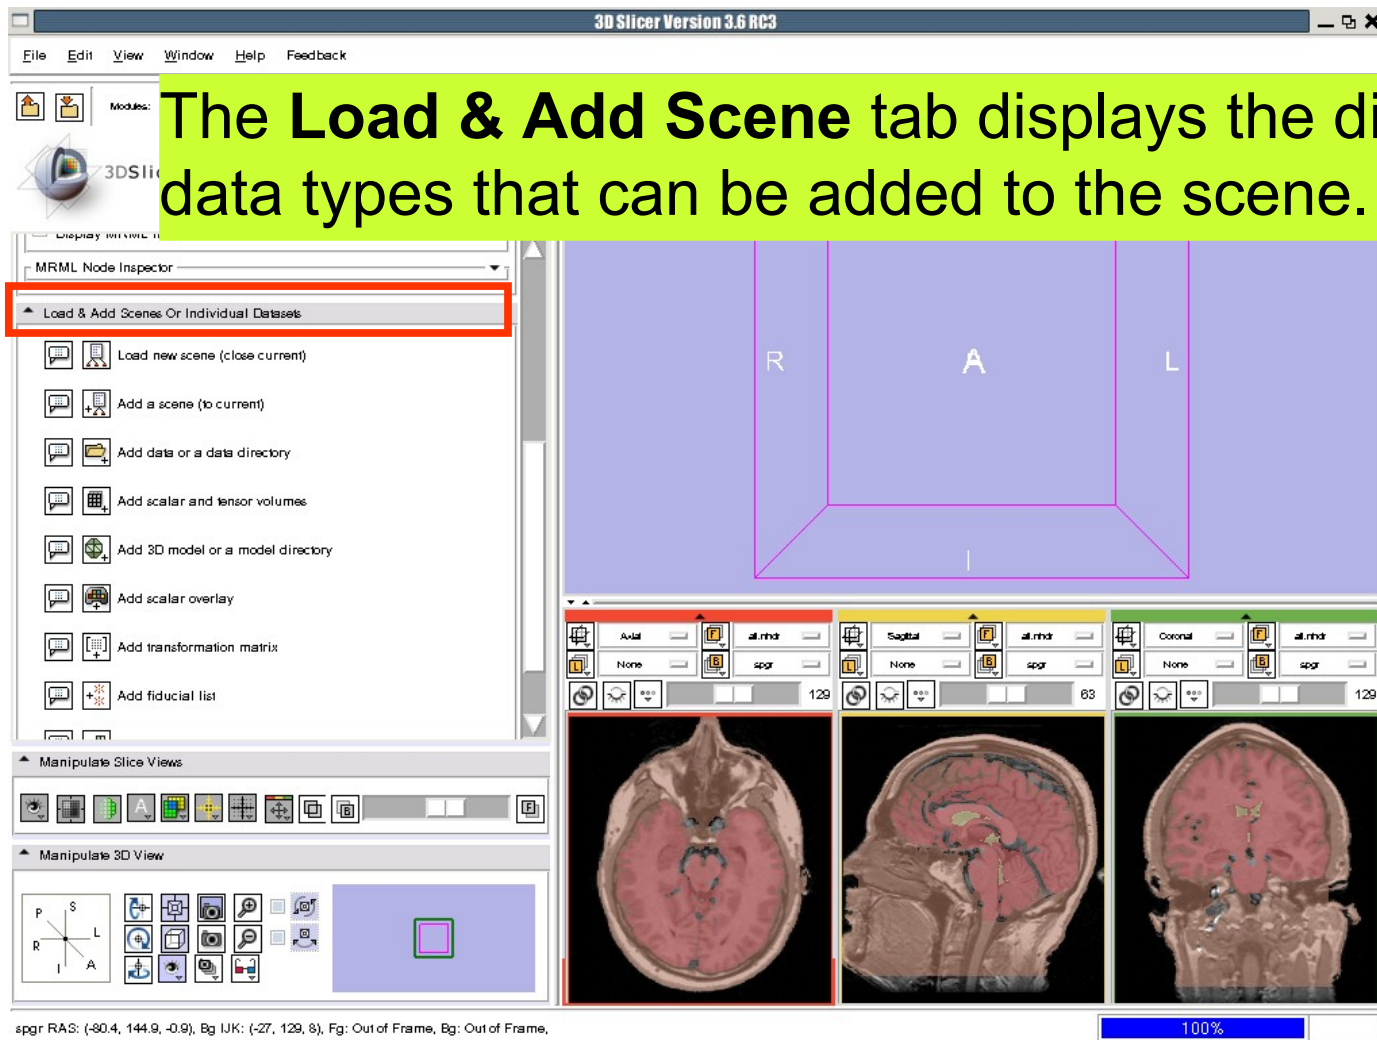 3D Slicer Version 3.6 RC3
File Edit View Window Help Feedback
Modules:
The Load & Add Scene tab displays the
data types that can be added to the scene.
MRML Node Inspector
Load & Add Scenes Or Individual Datasets
Load new scene (close current)
Add a scene (to current)
Add data or a data directory
Add scalar and tensor volumes
Add 3D model or a model directory
Add scalar overlay
Add transformation matrix
Add fiducial list
Manipulate Slice Views
F
Manipulate 3D View
P S
R L
I A
R A L
I
Axial F all.nhdr
L None B spgr
129
Sagittal F all.nhdr
L None B spgr
63
Coronal F all.nhdr
L None B spgr
129
spgr RAS: (-80.4, 144.9, -0.9), Bg IJK: (-27, 129, 8), Fg: Out of Frame, Bg: Out of Frame,
100%